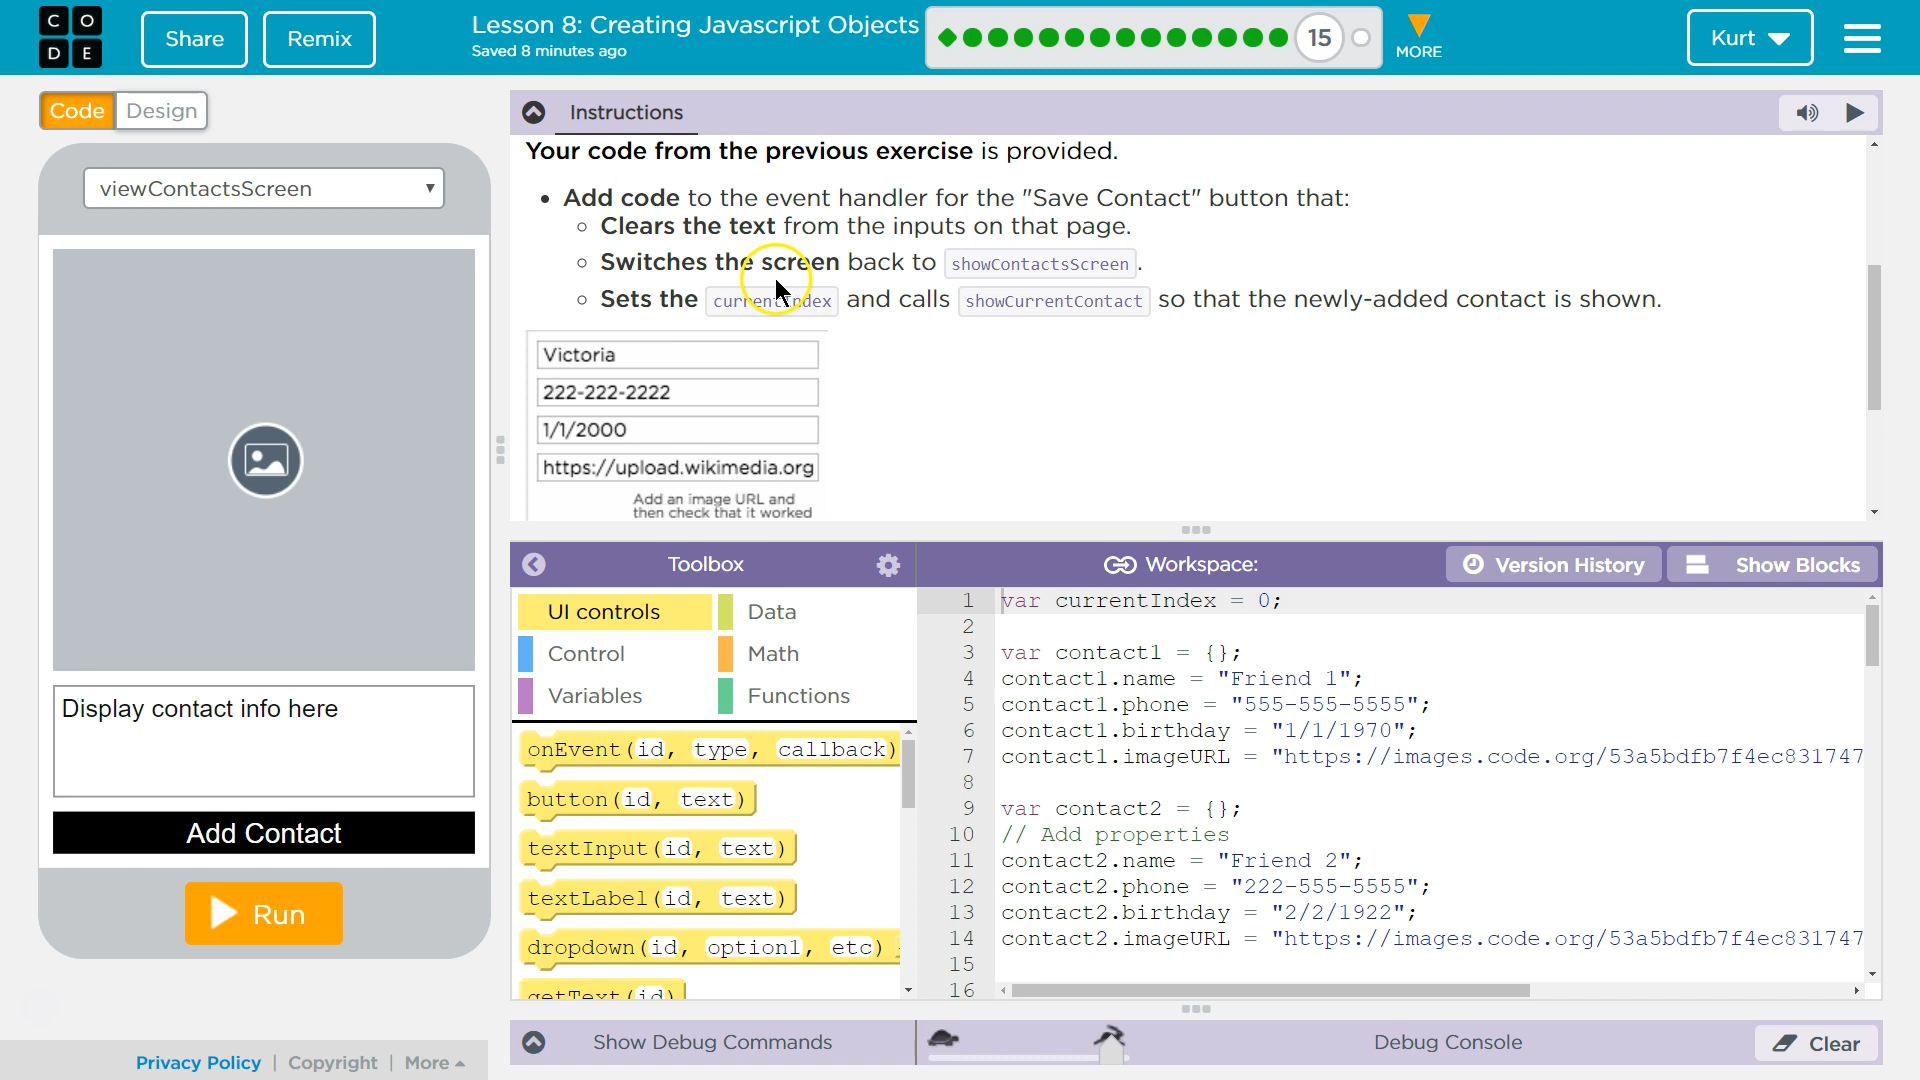 C O
D E
Share
Remix
Lesson 8: Creating Javascript Objects
Saved 8 minutes ago
15
MORE
Kurt
Code
Design
viewContactsScreen
Display contact info here
Add Contact
Run
Privacy Policy | Copyright | More
Instructions
Your code from the previous exercise is provided.
Add code to the event handler for the "Save Contact" button that:
Clears the text from the inputs on that page.
Switches the screen back to showContactsScreen.
Sets the currentIndex and calls showCurrentContact so that the newly-added contact is shown.
Victoria
222-222-2222
1/1/2000
https://upload.wikimedia.org
Add an image URL and
then check that it worked
Toolbox
UI controls
Data
Control
Math
Variables
Functions
onEvent(id, type, callback)
button(id, text)
textInput(id, text)
textLabel(id, text)
dropdown(id, option1, etc)
getText(id)
Workspace:
Version History
Show Blocks
1 var currentIndex = 0;
2
3 var contact1 = {};
4 contact1.name = "Friend 1";
5 contact1.phone = "555-555-5555";
6 contact1.birthday = "1/1/1970";
7 contact1.imageURL = "https://images.code.org/53a5bdfb7f4ec831747
8
9 var contact2 = {};
10 // Add properties
11 contact2.name = "Friend 2";
12 contact2.phone = "222-555-5555";
13 contact2.birthday = "2/2/1922";
14 contact2.imageURL = "https://images.code.org/53a5bdfb7f4ec831747
15
16
Show Debug Commands
Debug Console
Clear